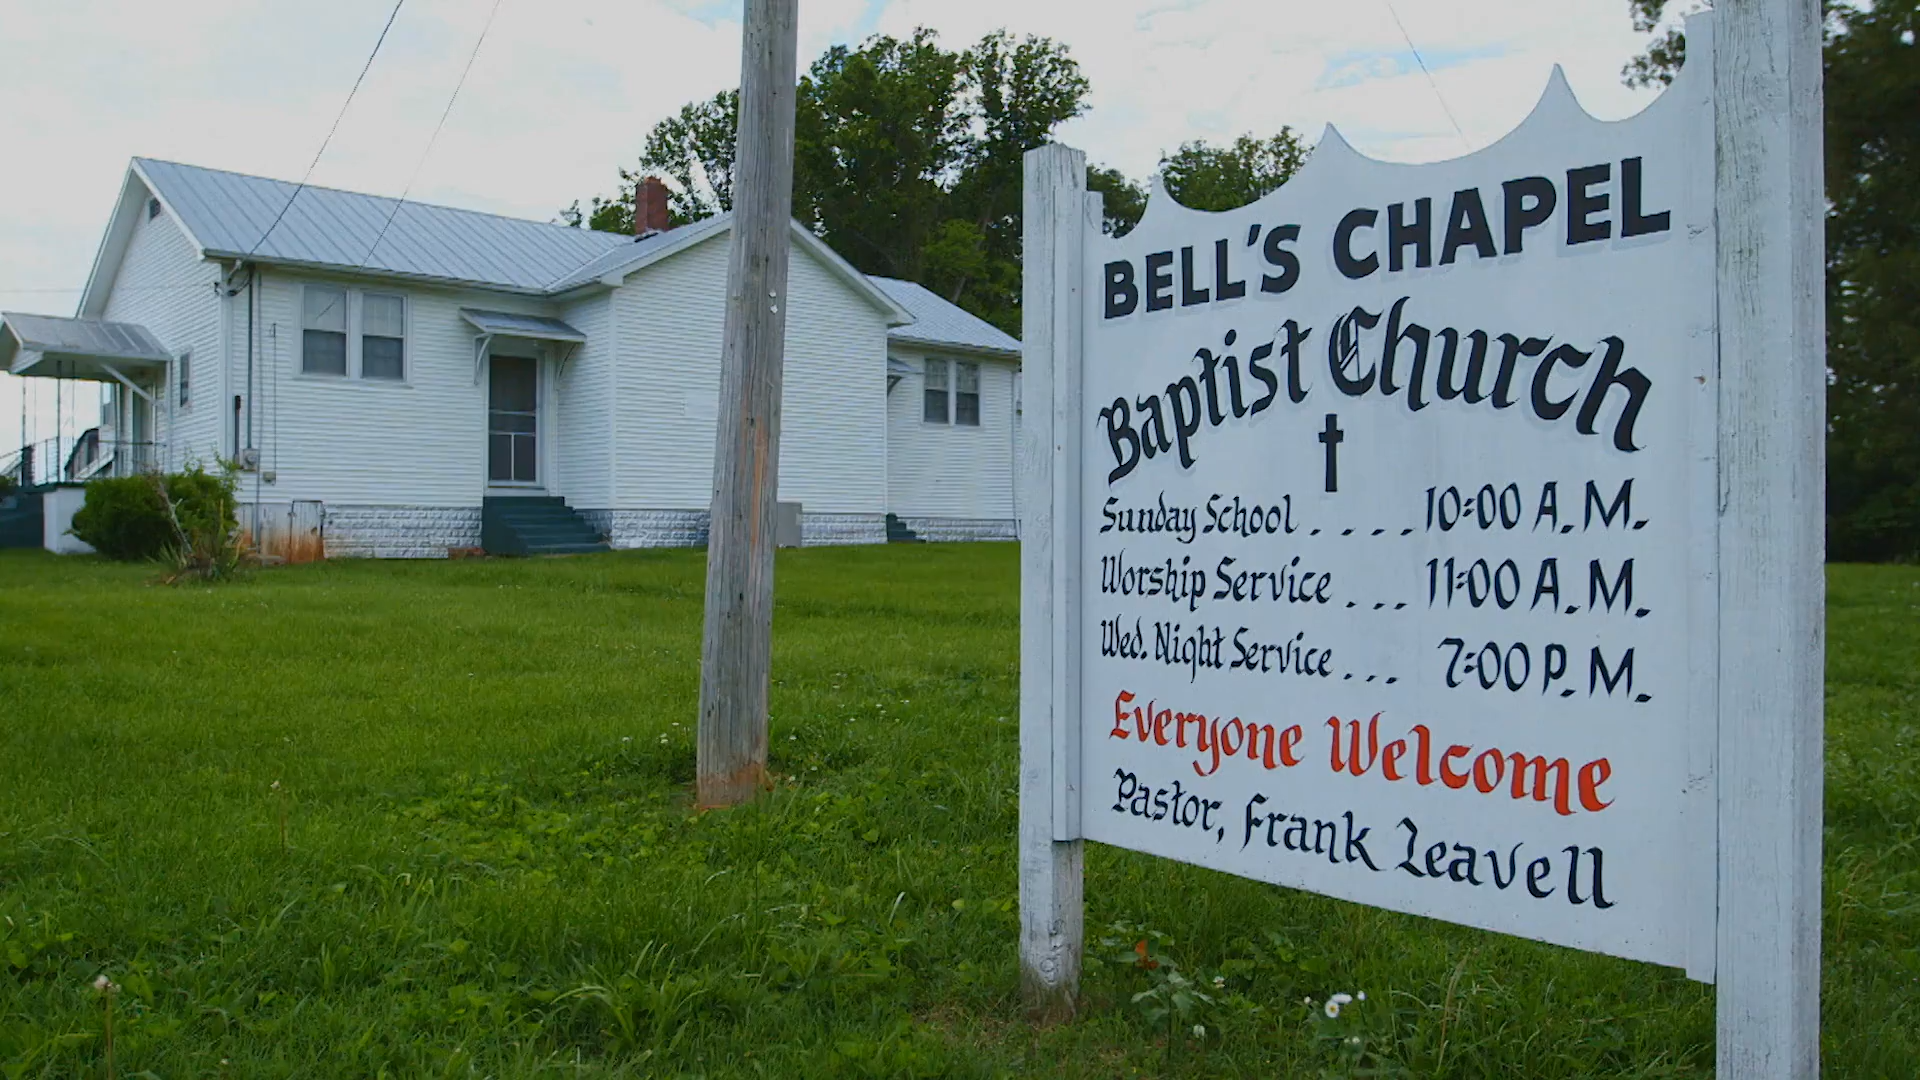 BELL'S CHAPEL
Baptist Church
Sunday School . . . . 10:00 A.M.
Worship Service . . . 11:00 A.M.
Wed. Night Service . . . 7:00 P.M.
Everyone Welcome
Pastor, Frank Leavell